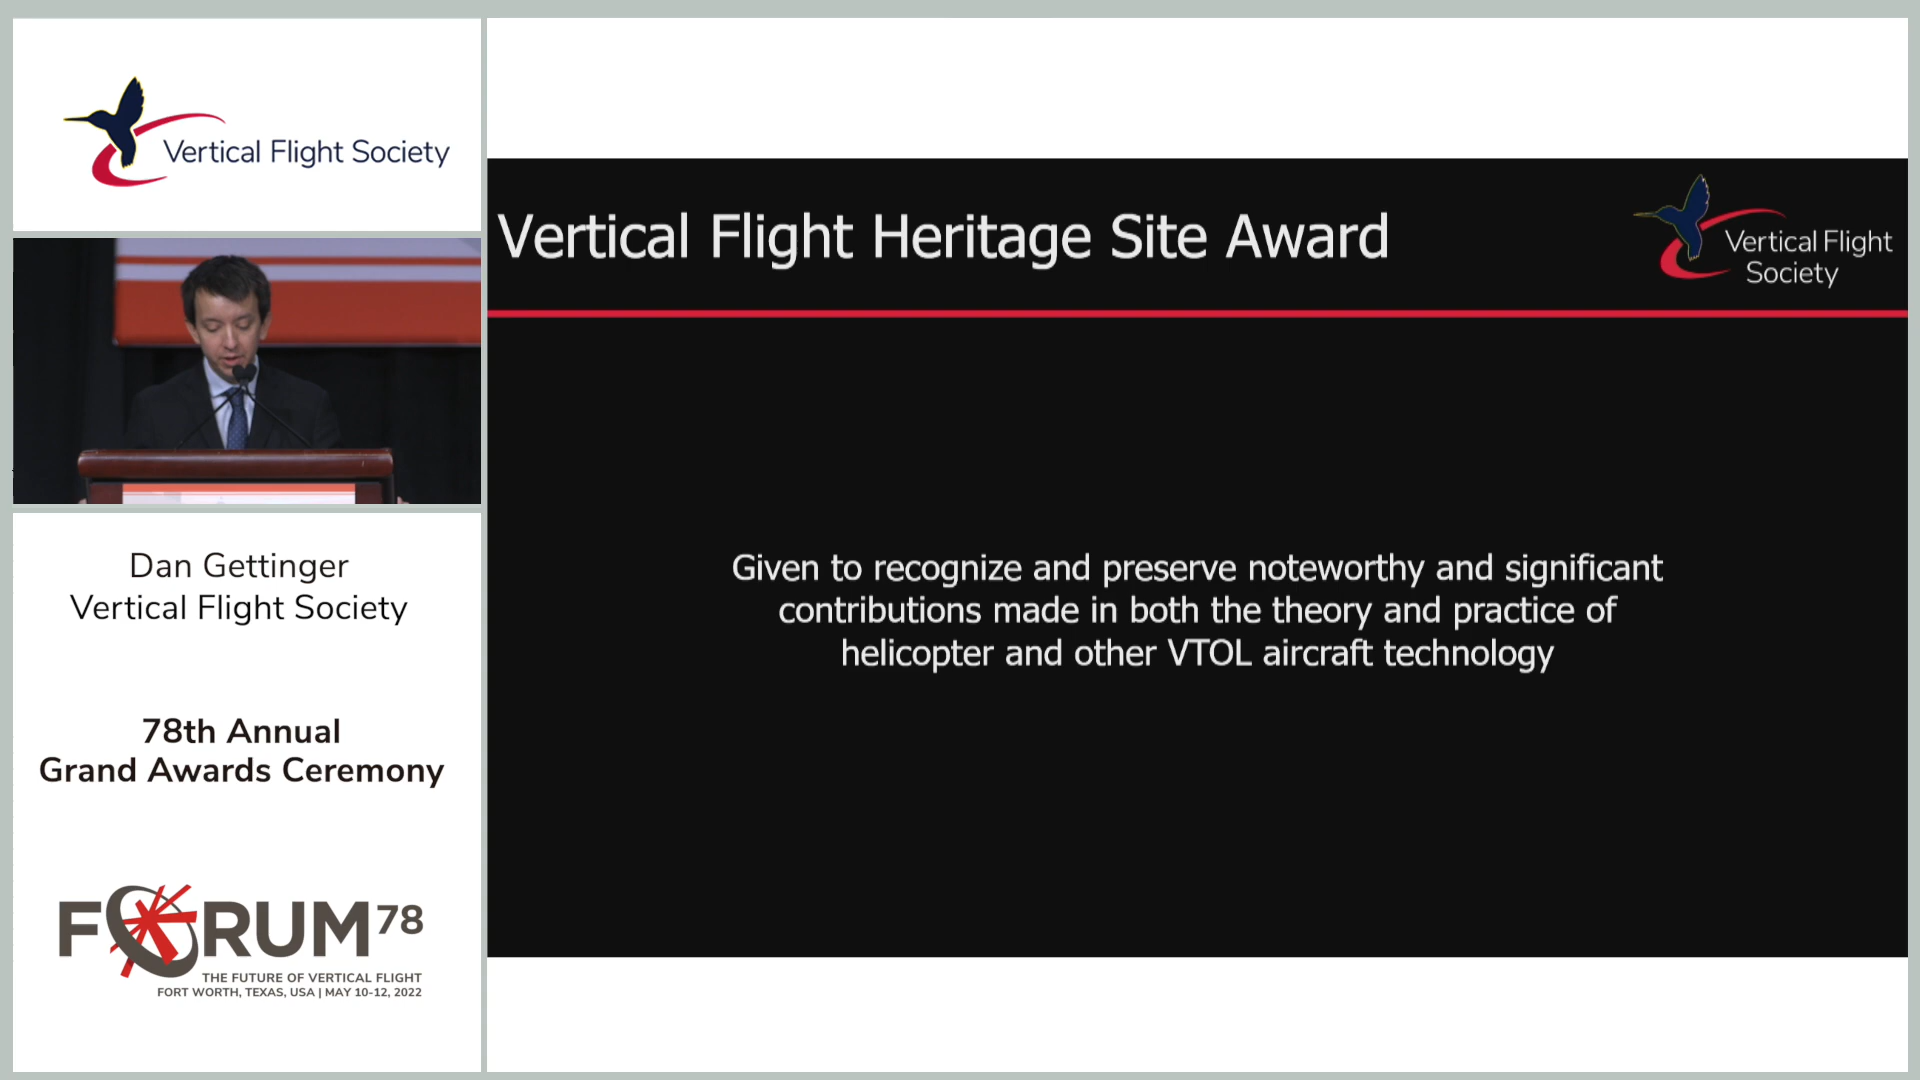 Vertical Flight Society
Dan Gettinger
Vertical Flight Society
78th Annual
Grand Awards Ceremony
FORUM 78
THE FUTURE OF VERTICAL FLIGHT
FORT WORTH, TEXAS, USA | MAY 10-12, 2022
Vertical Flight Heritage Site Award
Vertical Flight
Society
Given to recognize and preserve noteworthy and significant
contributions made in both the theory and practice of
helicopter and other VTOL aircraft technology